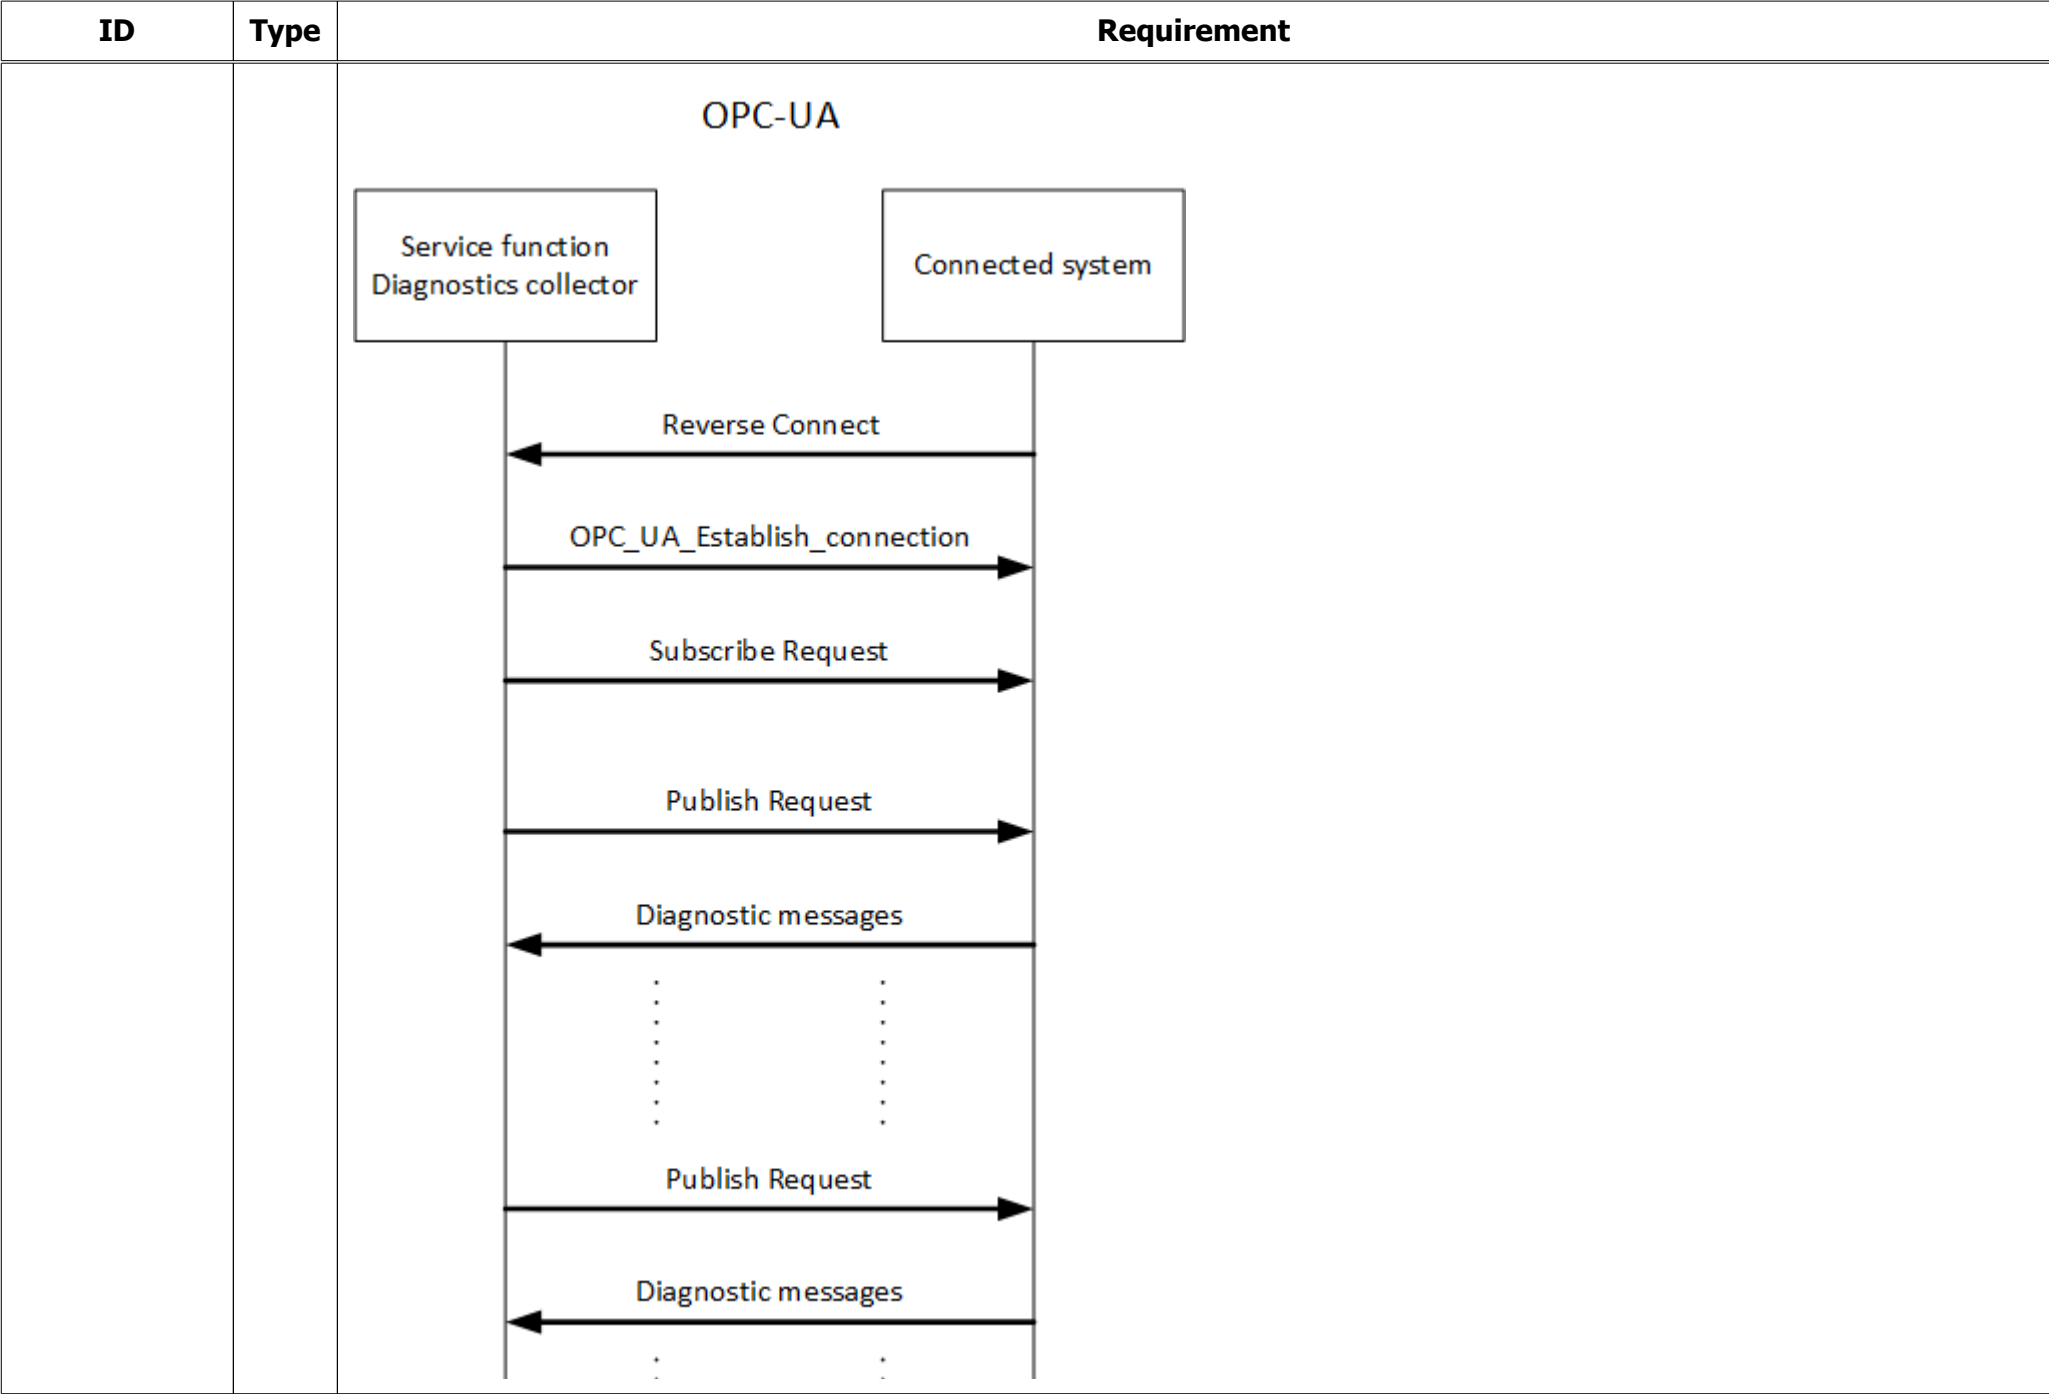 ID Type Requirement
OPC-UA
Service function
Diagnostics collector
Connected system
Reverse Connect
OPC_UA_Establish_connection
Subscribe Request
Publish Request
Diagnostic messages
Publish Request
Diagnostic messages